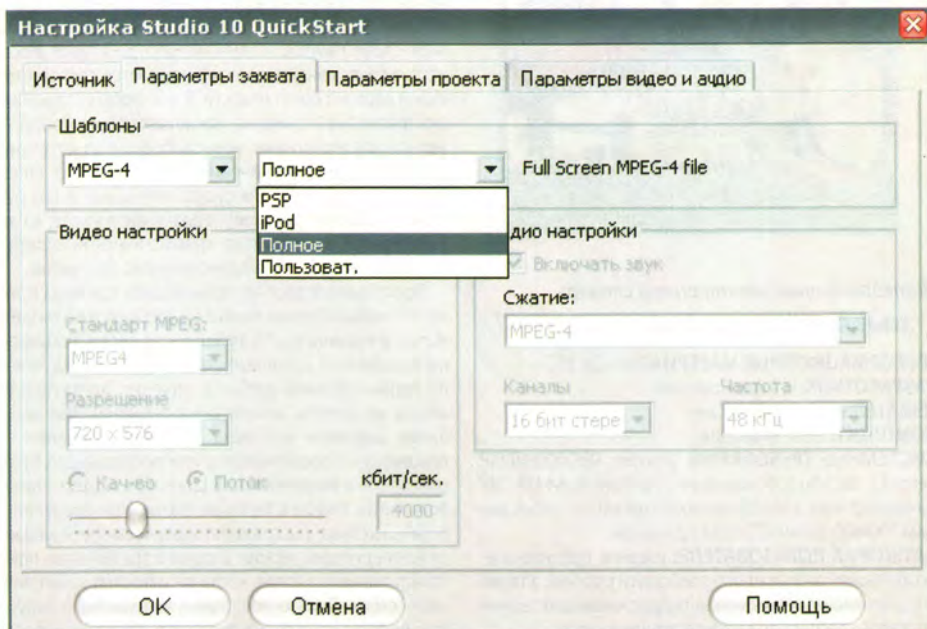 Настройка Studio 10 QuickStart
Источник Параметры захвата Параметры проекта Параметры видео и аудио
Шаблоны
MPEG-4 Полное Full Screen MPEG-4 file
PSP
iPod
Полное
Пользоват.
Видео настройки
Стандарт MPEG:
MPEG4
Разрешение
720 x 576
Кач-во Поток кбит/сек.
4000
дио настройки
Включать звук
Сжатие:
MPEG-4
Каналы Частота
16 бит стере 48 кГц
OK Отмена Помощь